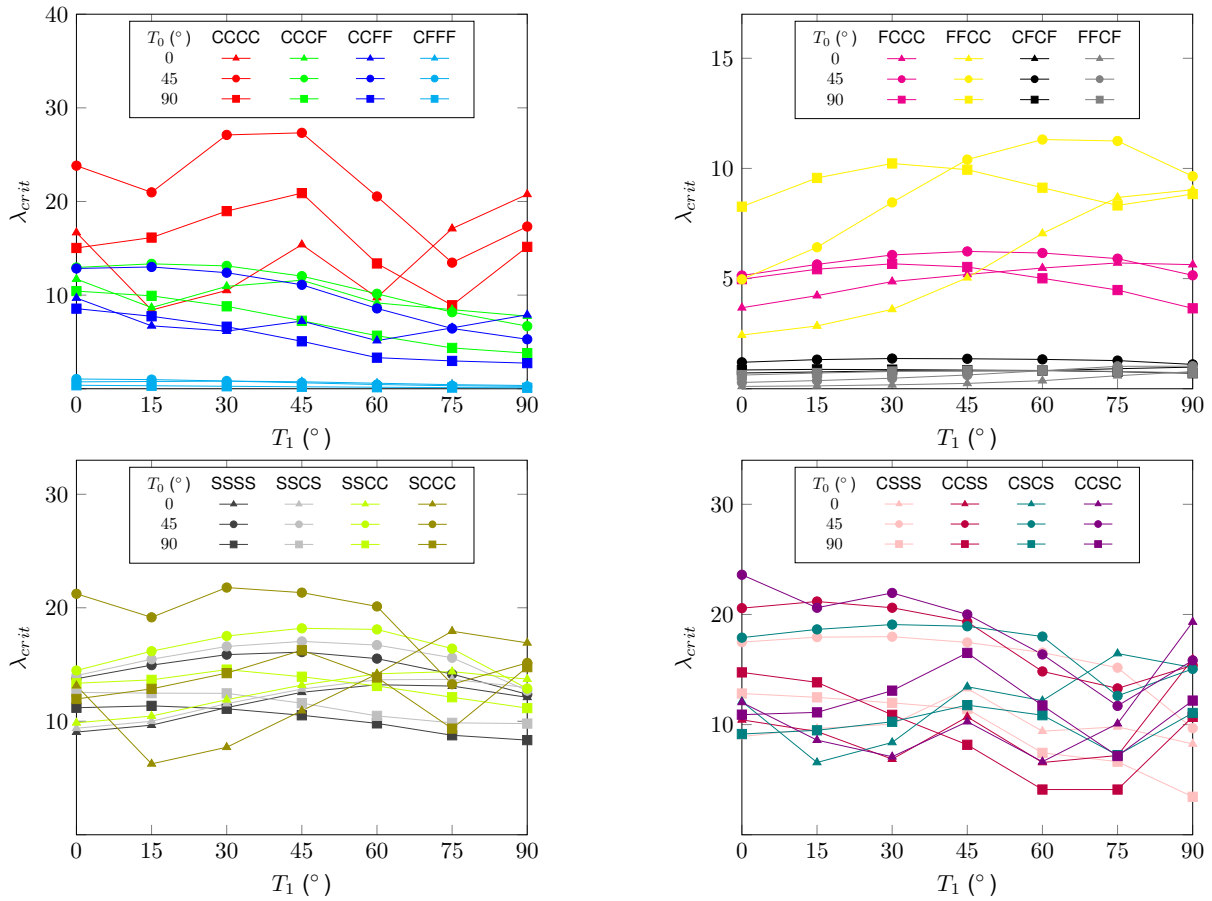 40
30
20
10
λcrit
T0 (°) CCCC CCCF CCFF CFFF
0
45
90
0 15 30 45 60 75 90
T1 (°)
15
10
5
λcrit
T0 (°) FCCC FFCC CFCF FFCF
0
45
90
0 15 30 45 60 75 90
T1 (°)
30
20
10
λcrit
T0 (°) SSSS SSCS SSCC SCCC
0
45
90
0 15 30 45 60 75 90
T1 (°)
30
20
10
λcrit
T0 (°) CSSS CCSS CSCS CCSC
0
45
90
0 15 30 45 60 75 90
T1 (°)